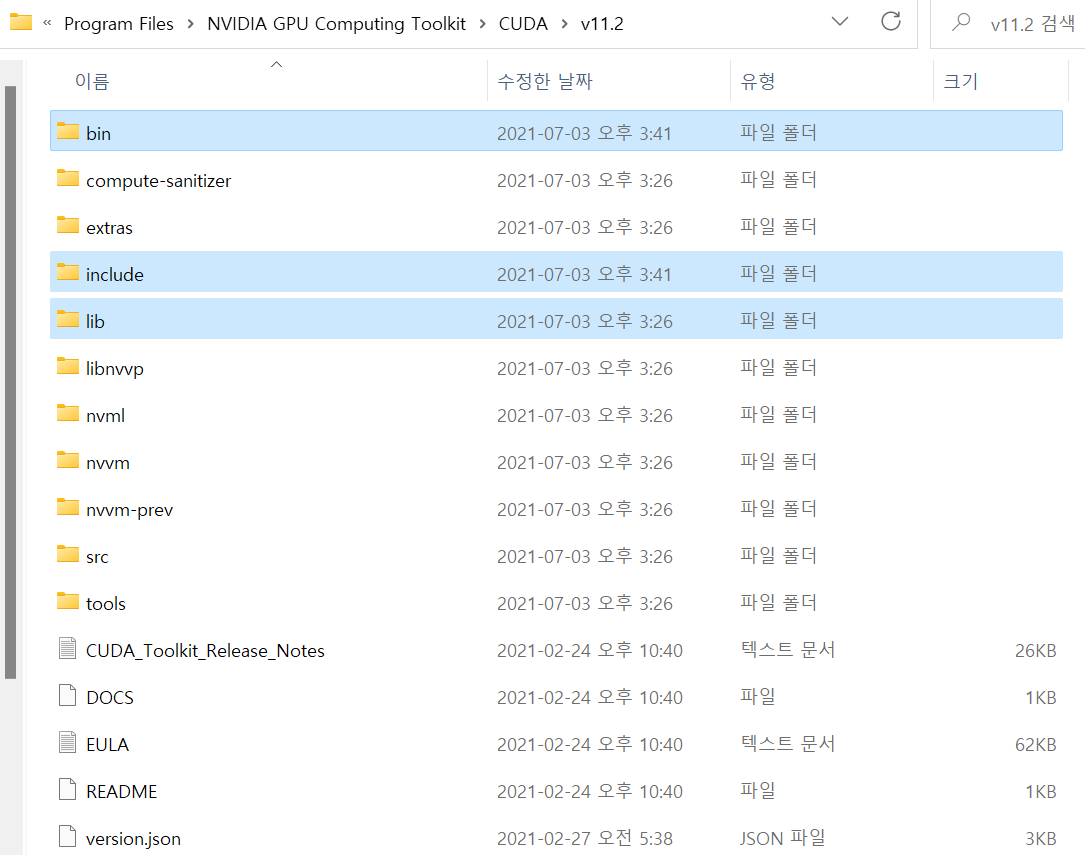 « Program Files > NVIDIA GPU Computing Toolkit > CUDA > v11.2 v11.2 검색
이름 수정한 날짜 유형 크기
bin 2021-07-03 오후 3:41 파일 폴더
compute-sanitizer 2021-07-03 오후 3:26 파일 폴더
extras 2021-07-03 오후 3:26 파일 폴더
include 2021-07-03 오후 3:41 파일 폴더
lib 2021-07-03 오후 3:26 파일 폴더
libnvvp 2021-07-03 오후 3:26 파일 폴더
nvml 2021-07-03 오후 3:26 파일 폴더
nvvm 2021-07-03 오후 3:26 파일 폴더
nvvm-prev 2021-07-03 오후 3:26 파일 폴더
src 2021-07-03 오후 3:26 파일 폴더
tools 2021-07-03 오후 3:26 파일 폴더
CUDA_Toolkit_Release_Notes 2021-02-24 오후 10:40 텍스트 문서 26KB
DOCS 2021-02-24 오후 10:40 파일 1KB
EULA 2021-02-24 오후 10:40 텍스트 문서 62KB
README 2021-02-24 오후 10:40 파일 1KB
version.json 2021-02-27 오전 5:38 JSON 파일 3KB